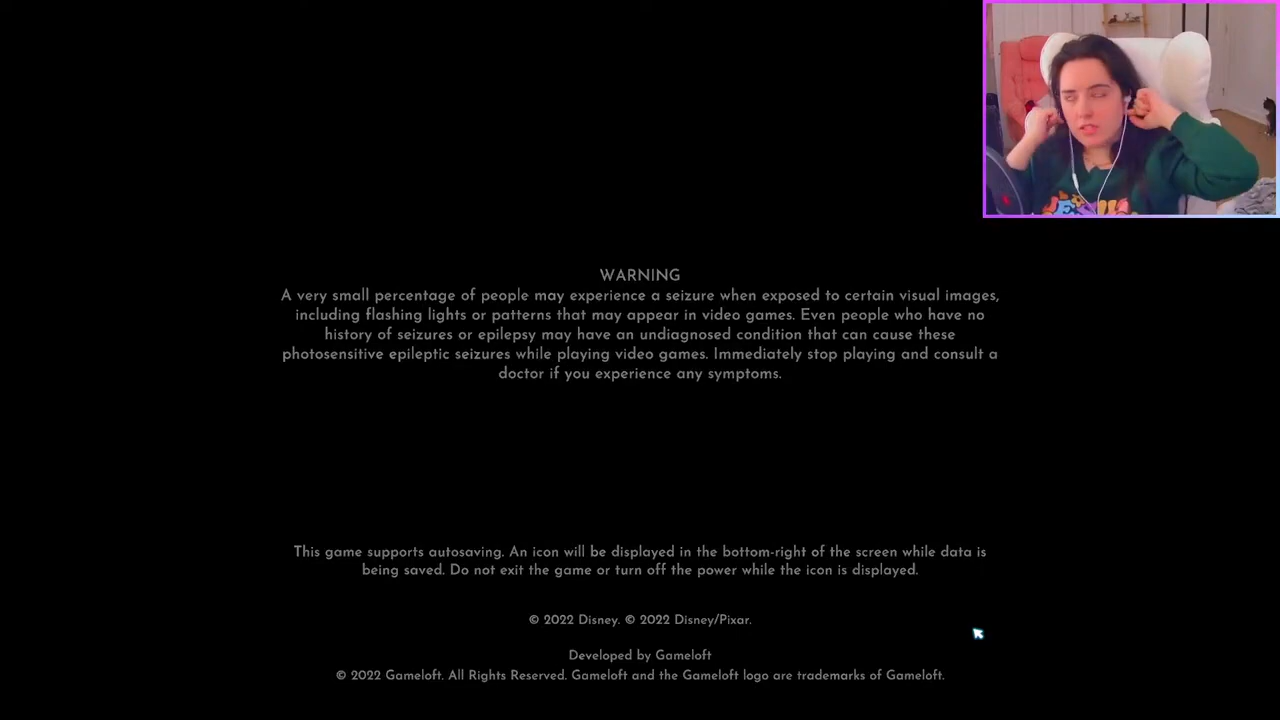 WARNING
A very small percentage of people may experience a seizure when exposed to certain visual images,
including flashing lights or patterns that may appear in video games. Even people who have no
history of seizures or epilepsy may have an undiagnosed condition that can cause these
photosensitive epileptic seizures while playing video games. Immediately stop playing and consult a
doctor if you experience any symptoms.
This game supports autosaving. An icon will be displayed in the bottom-right of the screen while data is
being saved. Do not exit the game or turn off the power while the icon is displayed.
© 2022 Disney. © 2022 Disney/Pixar.
Developed by Gameloft
© 2022 Gameloft. All Rights Reserved. Gameloft and the Gameloft logo are trademarks of Gameloft.